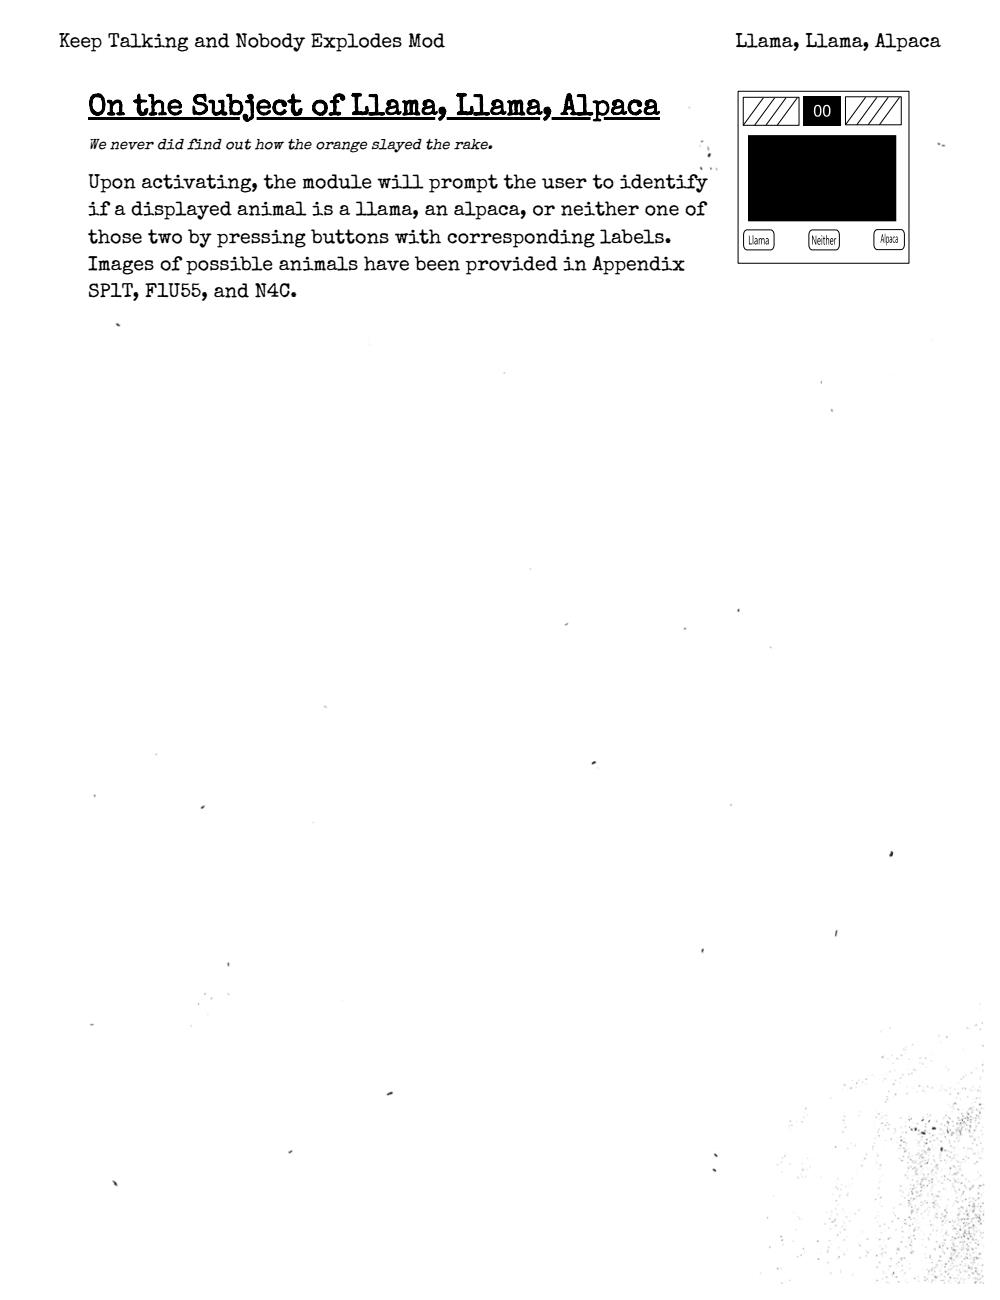 Keep Talking and Nobody Explodes Mod
Llama, Llama, Alpaca
On the Subject of Llama, Llama, Alpaca
We never did find out how the orange slayed the rake.
Upon activating, the module will prompt the user to identify
if a displayed animal is a llama, an alpaca, or neither one of
those two by pressing buttons with corresponding labels.
Images of possible animals have been provided in Appendix
SP1T, F1U55, and N4C.
00
Llama
Neither
Alpaca